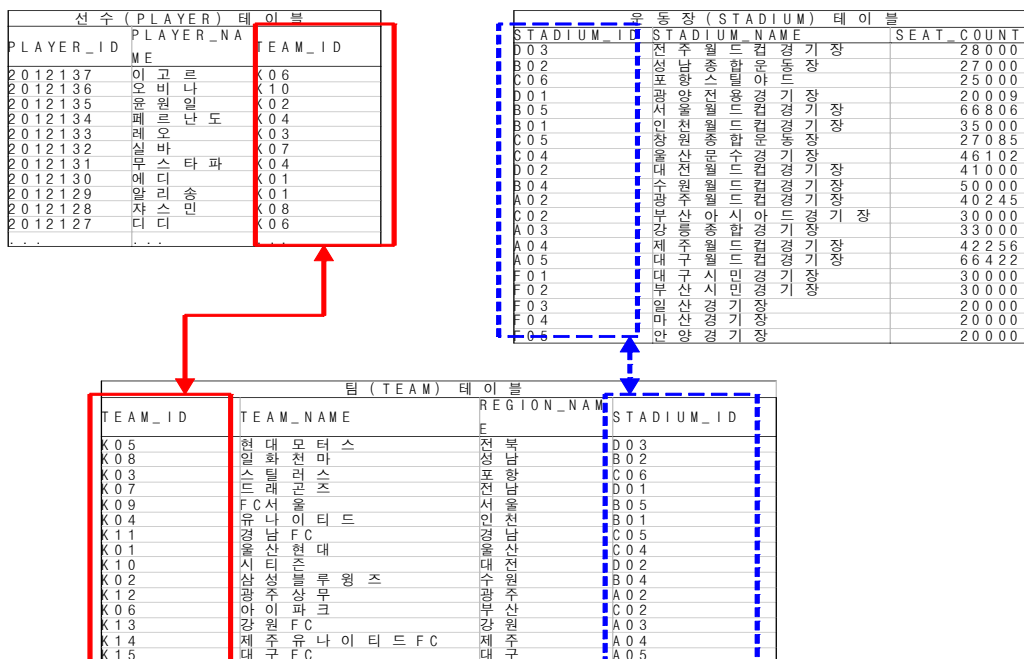 선수(PLAYER) 테이블
PLAYER_ID PLAYER_NAME TEAM_ID
2012137 이고르 K06
2012136 오비나 K10
2012135 윤원일 K02
2012134 페르난도 K04
2012133 레오 K03
2012132 실바 K07
2012131 무스타파 K04
2012130 에디 K01
2012129 알리송 K01
2012128 쟈스민 K08
2012127 디디 K06
... ... ...
운동장(STADIUM) 테이블
STADIUM_ID STADIUM_NAME SEAT_COUNT
D03 전주월드컵경기장 28000
B02 성남종합운동장 27000
C06 포항스틸야드 25000
D01 광양전용경기장 20009
B05 서울월드컵경기장 66806
B01 인천월드컵경기장 35000
C05 창원종합운동장 27085
C04 울산문수경기장 46102
D02 대전월드컵경기장 41000
B04 수원월드컵경기장 50000
A02 광주월드컵경기장 40245
C02 부산아시아드경기장 30000
A03 강릉종합경기장 33000
A04 제주월드컵경기장 42256
A05 대구월드컵경기장 66422
F01 대구시민경기장 30000
F02 부산시민경기장 30000
F03 일산경기장 20000
F04 마산경기장 20000
F05 안양경기장 20000
팀(TEAM) 테이블
TEAM_ID TEAM_NAME REGION_NAME STADIUM_ID
K05 현대모터스 전북 D03
K08 일화천마 성남 B02
K03 스틸러스 포항 C06
K07 드래곤즈 전남 D01
K09 FC서울 서울 B05
K04 유나이티드 인천 B01
K11 경남FC 경남 C05
K01 울산현대 울산 C04
K10 시티즌 대전 D02
K02 삼성블루윙즈 수원 B04
K12 광주상무 광주 A02
K06 아이파크 부산 C02
K13 강원FC 강원 A03
K14 제주유나이티드FC 제주 A04
K15 대구FC 대구 A05